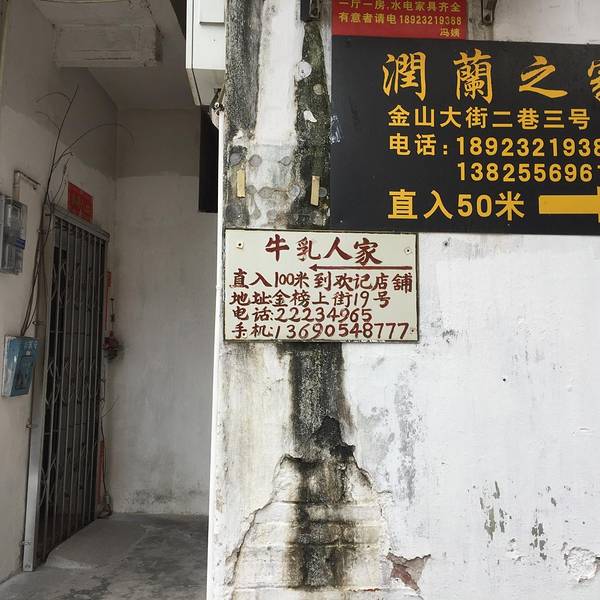 一厅一房,水电家具齐全
有意者请电18923219388
冯姨
潤蘭之家
金山大街二巷三号
电话:1892321938
1382556967
直入50米
牛乳人家
直入100米到欢记店舖
地址:金榜上街19号
电话:22234965
手机:13690548777